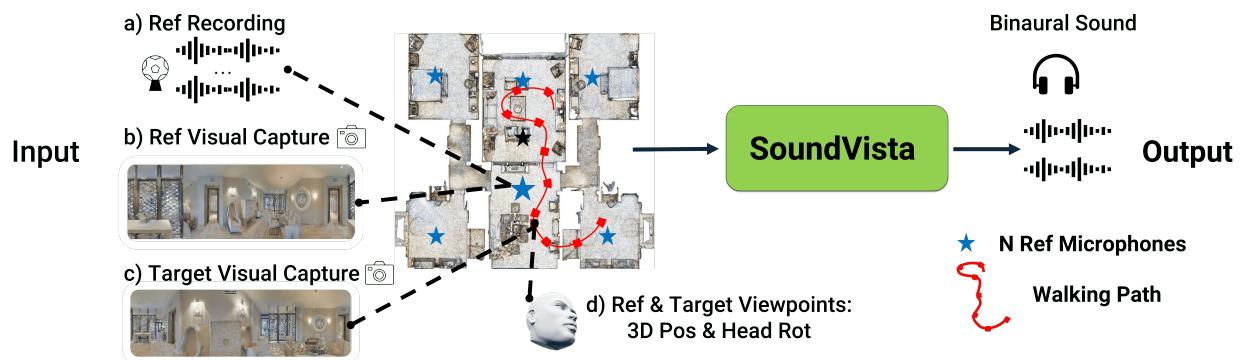 a) Ref Recording
...
b) Ref Visual Capture
Input
c) Target Visual Capture
d) Ref & Target Viewpoints:
3D Pos & Head Rot
SoundVista
Binaural Sound
Output
N Ref Microphones
Walking Path